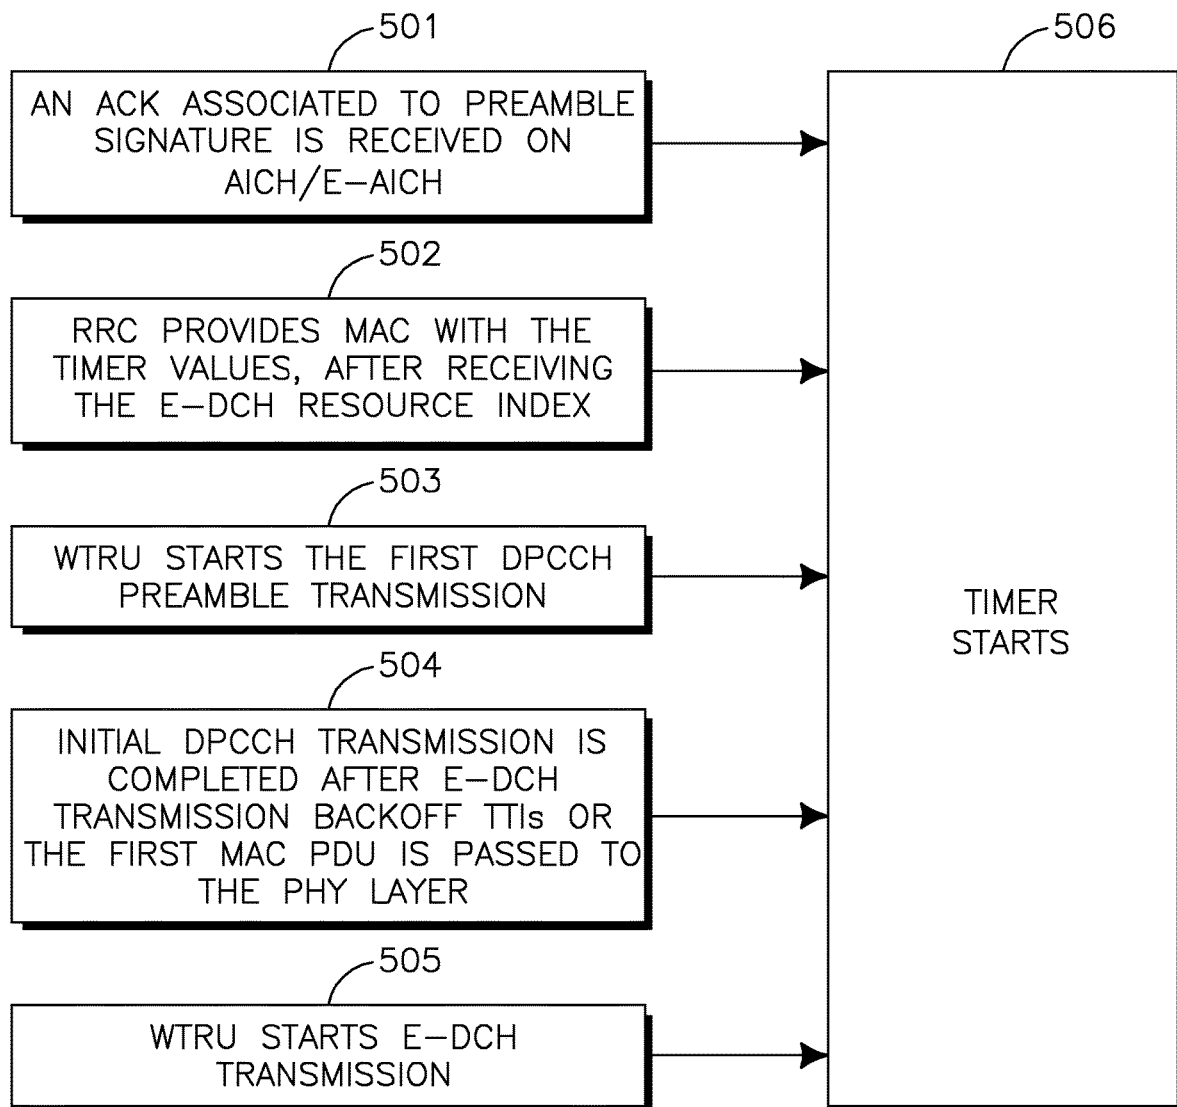 501
AN ACK ASSOCIATED TO PREAMBLE
SIGNATURE IS RECEIVED ON
AICH/E-AICH
502
RRC PROVIDES MAC WITH THE
TIMER VALUES, AFTER RECEIVING
THE E-DCH RESOURCE INDEX
503
WTRU STARTS THE FIRST DPCCH
PREAMBLE TRANSMISSION
504
INITIAL DPCCH TRANSMISSION IS
COMPLETED AFTER E-DCH
TRANSMISSION BACKOFF TTIs OR
THE FIRST MAC PDU IS PASSED TO
THE PHY LAYER
505
WTRU STARTS E-DCH
TRANSMISSION
506
TIMER
STARTS